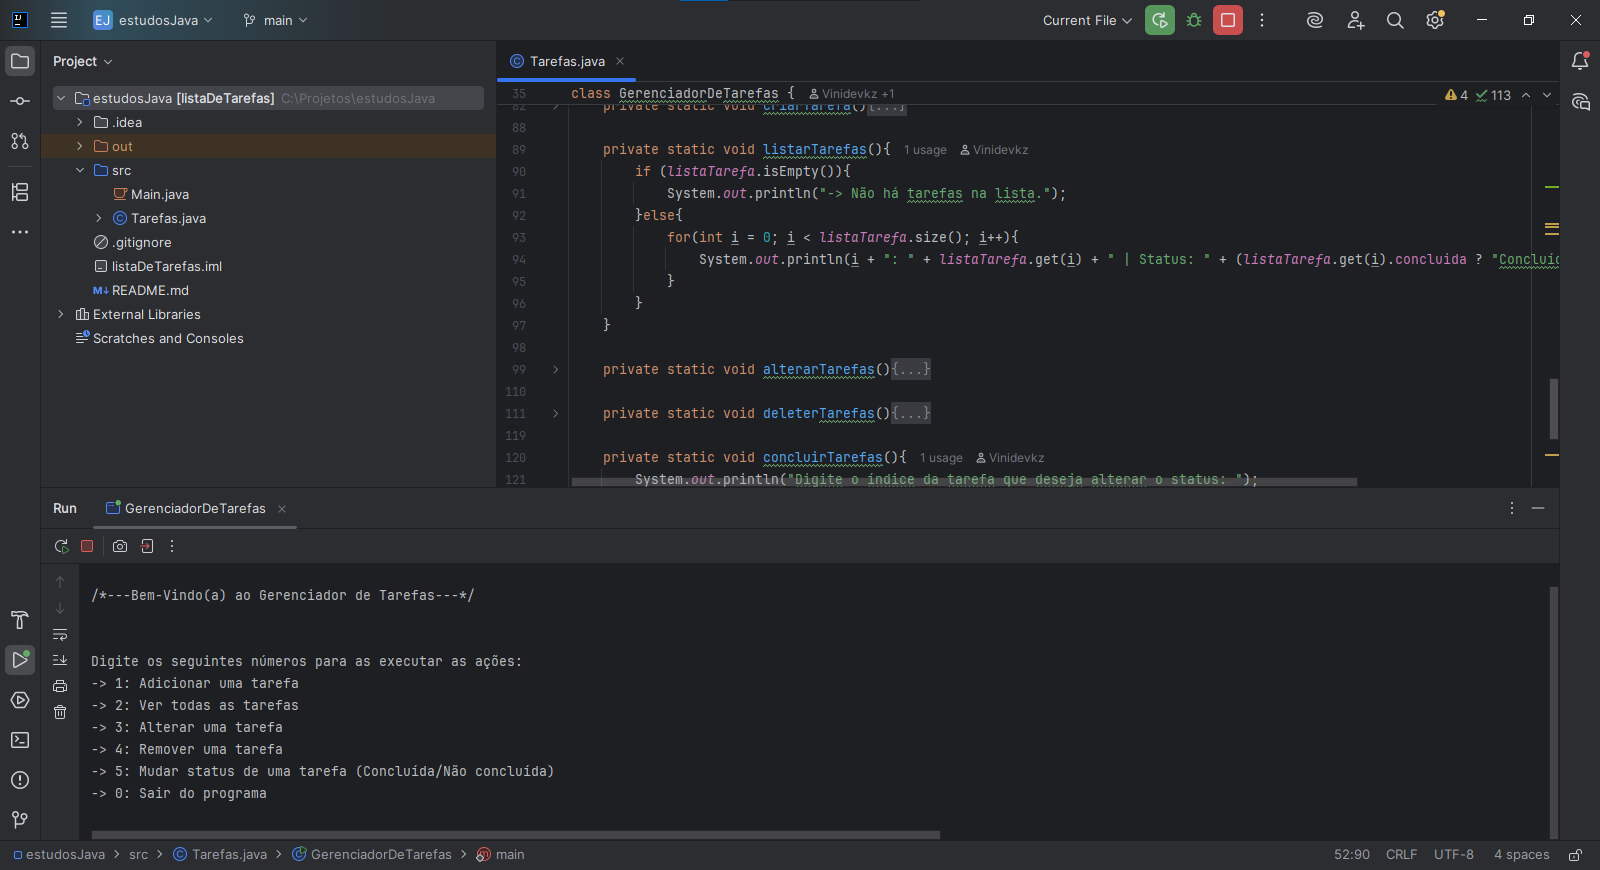 EJ estudosJava main Current File
Project
estudosJava [listaDeTarefas] C:\Projetos\estudosJava
.idea
out
src
Main.java
Tarefas.java
.gitignore
listaDeTarefas.iml
M↓ README.md
External Libraries
Scratches and Consoles
Tarefas.java
35 class GerenciadorDeTarefas { Vinidevkz +1 4 113
82 private static void criarTarefa(){...}
88
89 private static void listarTarefas(){ 1 usage Vinidevkz
90 if (listaTarefa.isEmpty()){
91 System.out.println("-> Não há tarefas na lista.");
92 }else{
93 for(int i = 0; i < listaTarefa.size(); i++){
94 System.out.println(i + ": " + listaTarefa.get(i) + " | Status: " + (listaTarefa.get(i).concluida ? "Concluíd
95 }
96 }
97 }
98
99 private static void alterarTarefas(){...}
110
111 private static void deleterTarefas(){...}
119
120 private static void concluirTarefas(){ 1 usage Vinidevkz
121 System.out.println("Digite o índice da tarefa que deseja alterar o status: ");
Run GerenciadorDeTarefas
/*---Bem-Vindo(a) ao Gerenciador de Tarefas---*/
Digite os seguintes números para as executar as ações:
-> 1: Adicionar uma tarefa
-> 2: Ver todas as tarefas
-> 3: Alterar uma tarefa
-> 4: Remover uma tarefa
-> 5: Mudar status de uma tarefa (Concluída/Não concluída)
-> 0: Sair do programa
estudosJava > src > Tarefas.java > GerenciadorDeTarefas > main 52:90 CRLF UTF-8 4 spaces